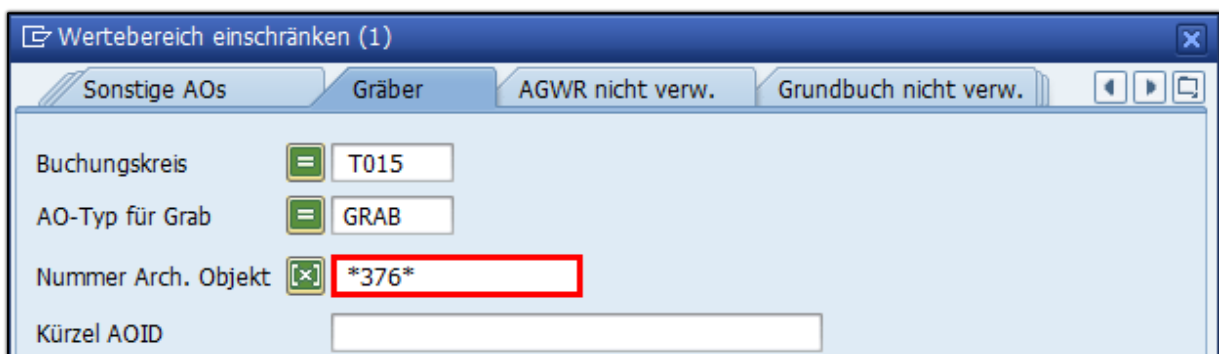 Wertebereich einschränken (1)
Sonstige AOs Gräber AGWR nicht verw. Grundbuch nicht verw.
Buchungskreis = T015
AO-Typ für Grab = GRAB
Nummer Arch. Objekt [×] *376*
Kürzel AOID